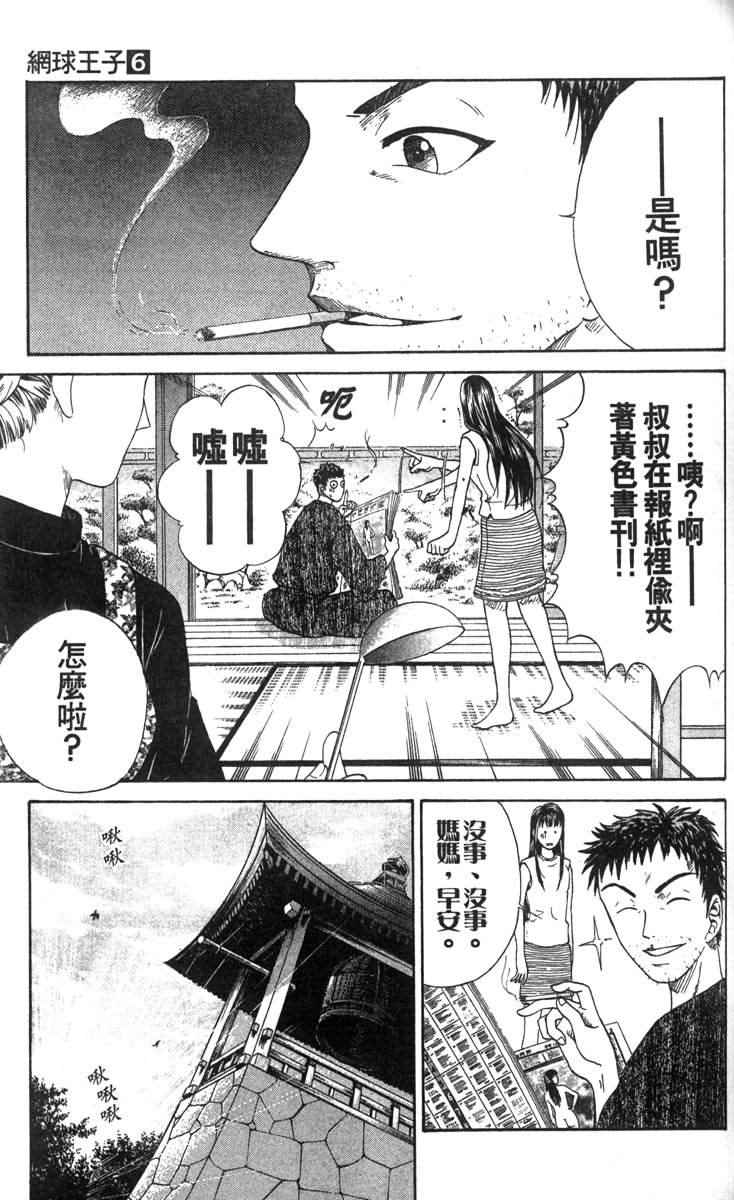 網球王子6
——是嗎？
……咦？啊——
叔叔在報紙裡偷夾
著黃色書刊！！
呃
噓——
噓——
怎麼啦？
沒事、沒事。
媽媽，早安。
啾
啾
啾
啾
啾